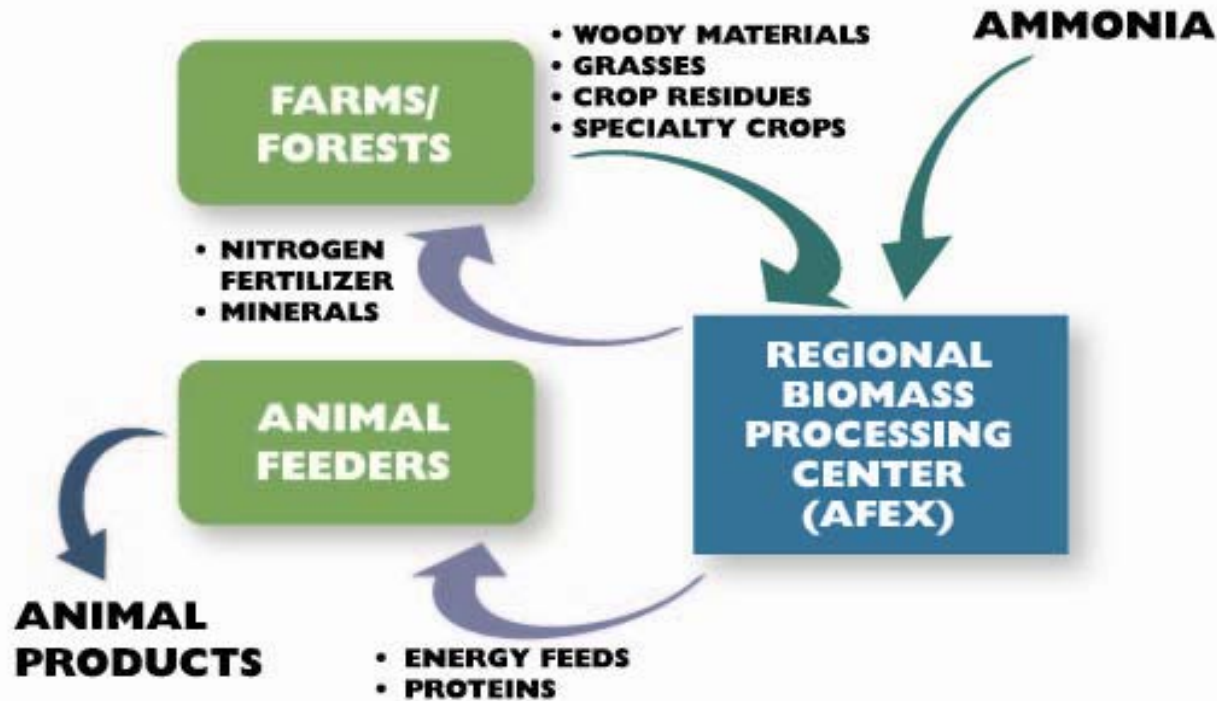 FARMS/
FORESTS
• WOODY MATERIALS
• GRASSES
• CROP RESIDUES
• SPECIALTY CROPS
AMMONIA
• NITROGEN
FERTILIZER
• MINERALS
REGIONAL
BIOMASS
PROCESSING
CENTER
(AFEX)
ANIMAL
FEEDERS
ANIMAL
PRODUCTS
• ENERGY FEEDS
• PROTEINS